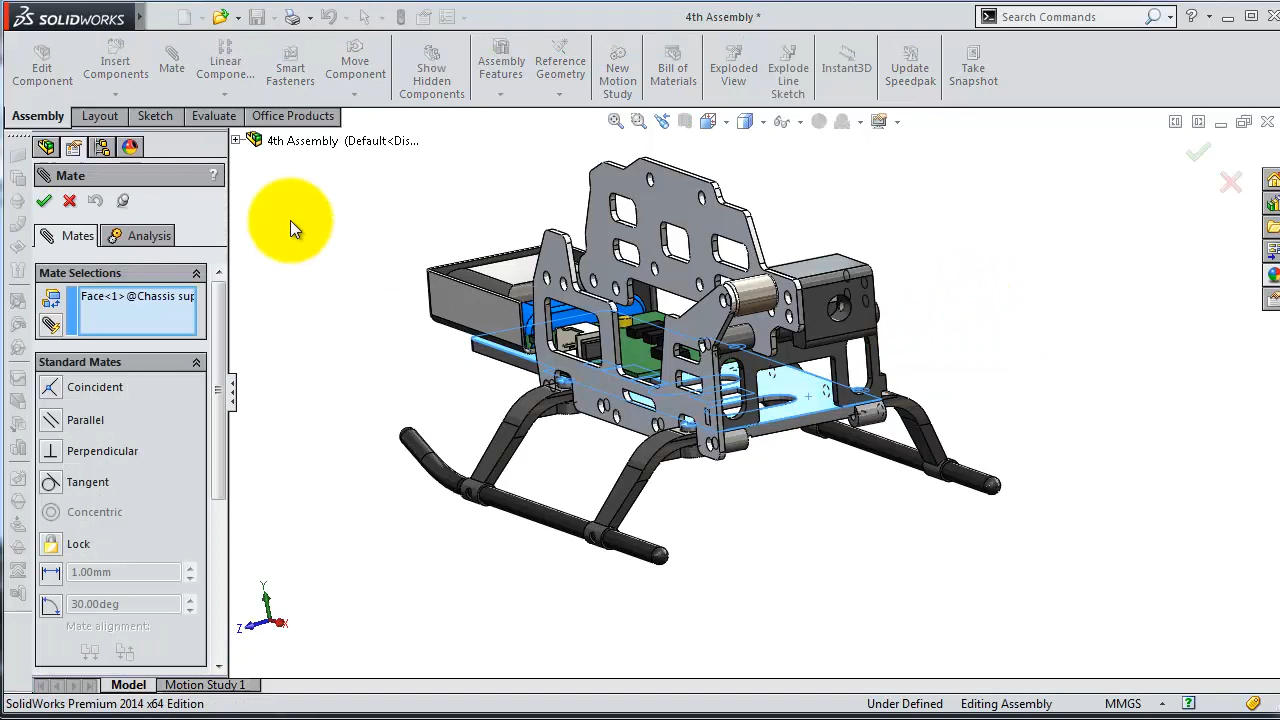 SOLIDWORKS
4th Assembly *
Search Commands
Edit Component
Insert Components
Mate
Linear Compone...
Smart Fasteners
Move Component
Show Hidden Components
Assembly Features
Reference Geometry
New Motion Study
Bill of Materials
Exploded View
Explode Line Sketch
Instant3D
Update Speedpak
Take Snapshot
Assembly
Layout
Sketch
Evaluate
Office Products
4th Assembly (Default<Dis...
Mate
?
Mates
Analysis
Mate Selections
Face<1>@Chassis sup
Standard Mates
Coincident
Parallel
Perpendicular
Tangent
Concentric
Lock
1.00mm
30.00deg
Mate alignment:
Y
Z
X
Model
Motion Study 1
SolidWorks Premium 2014 x64 Edition
Under Defined
Editing Assembly
MMGS
?